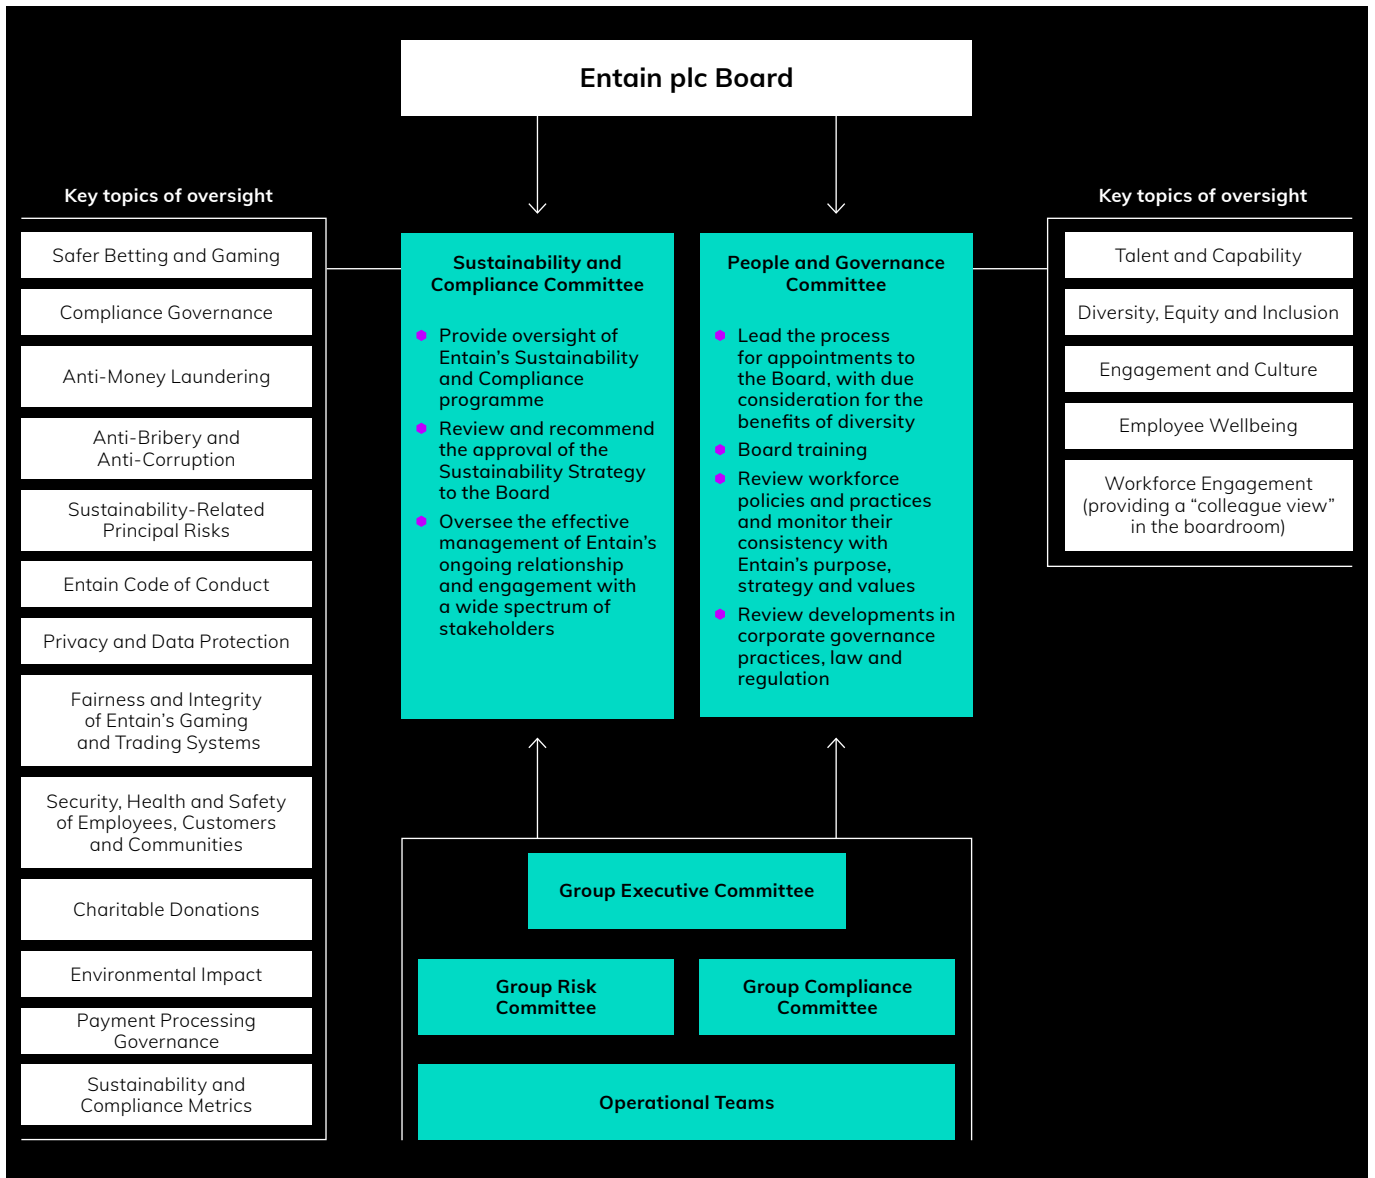 Entain plc Board
Key topics of oversight
Safer Betting and Gaming
Compliance Governance
Anti-Money Laundering
Anti-Bribery and
Anti-Corruption
Sustainability-Related
Principal Risks
Entain Code of Conduct
Privacy and Data Protection
Fairness and Integrity
of Entain’s Gaming
and Trading Systems
Security, Health and Safety
of Employees, Customers
and Communities
Charitable Donations
Environmental Impact
Payment Processing
Governance
Sustainability and
Compliance Metrics
Sustainability and
Compliance Committee
Provide oversight of
Entain’s Sustainability
and Compliance
programme
Review and recommend
the approval of the
Sustainability Strategy
to the Board
Oversee the effective
management of Entain’s
ongoing relationship
and engagement with
a wide spectrum of
stakeholders
People and Governance
Committee
Lead the process
for appointments to
the Board, with due
consideration for the
benefits of diversity
Board training
Review workforce
policies and practices
and monitor their
consistency with
Entain’s purpose,
strategy and values
Review developments in
corporate governance
practices, law and
regulation
Key topics of oversight
Talent and Capability
Diversity, Equity and Inclusion
Engagement and Culture
Employee Wellbeing
Workforce Engagement
(providing a “colleague view”
in the boardroom)
Group Executive Committee
Group Risk
Committee
Group Compliance
Committee
Operational Teams